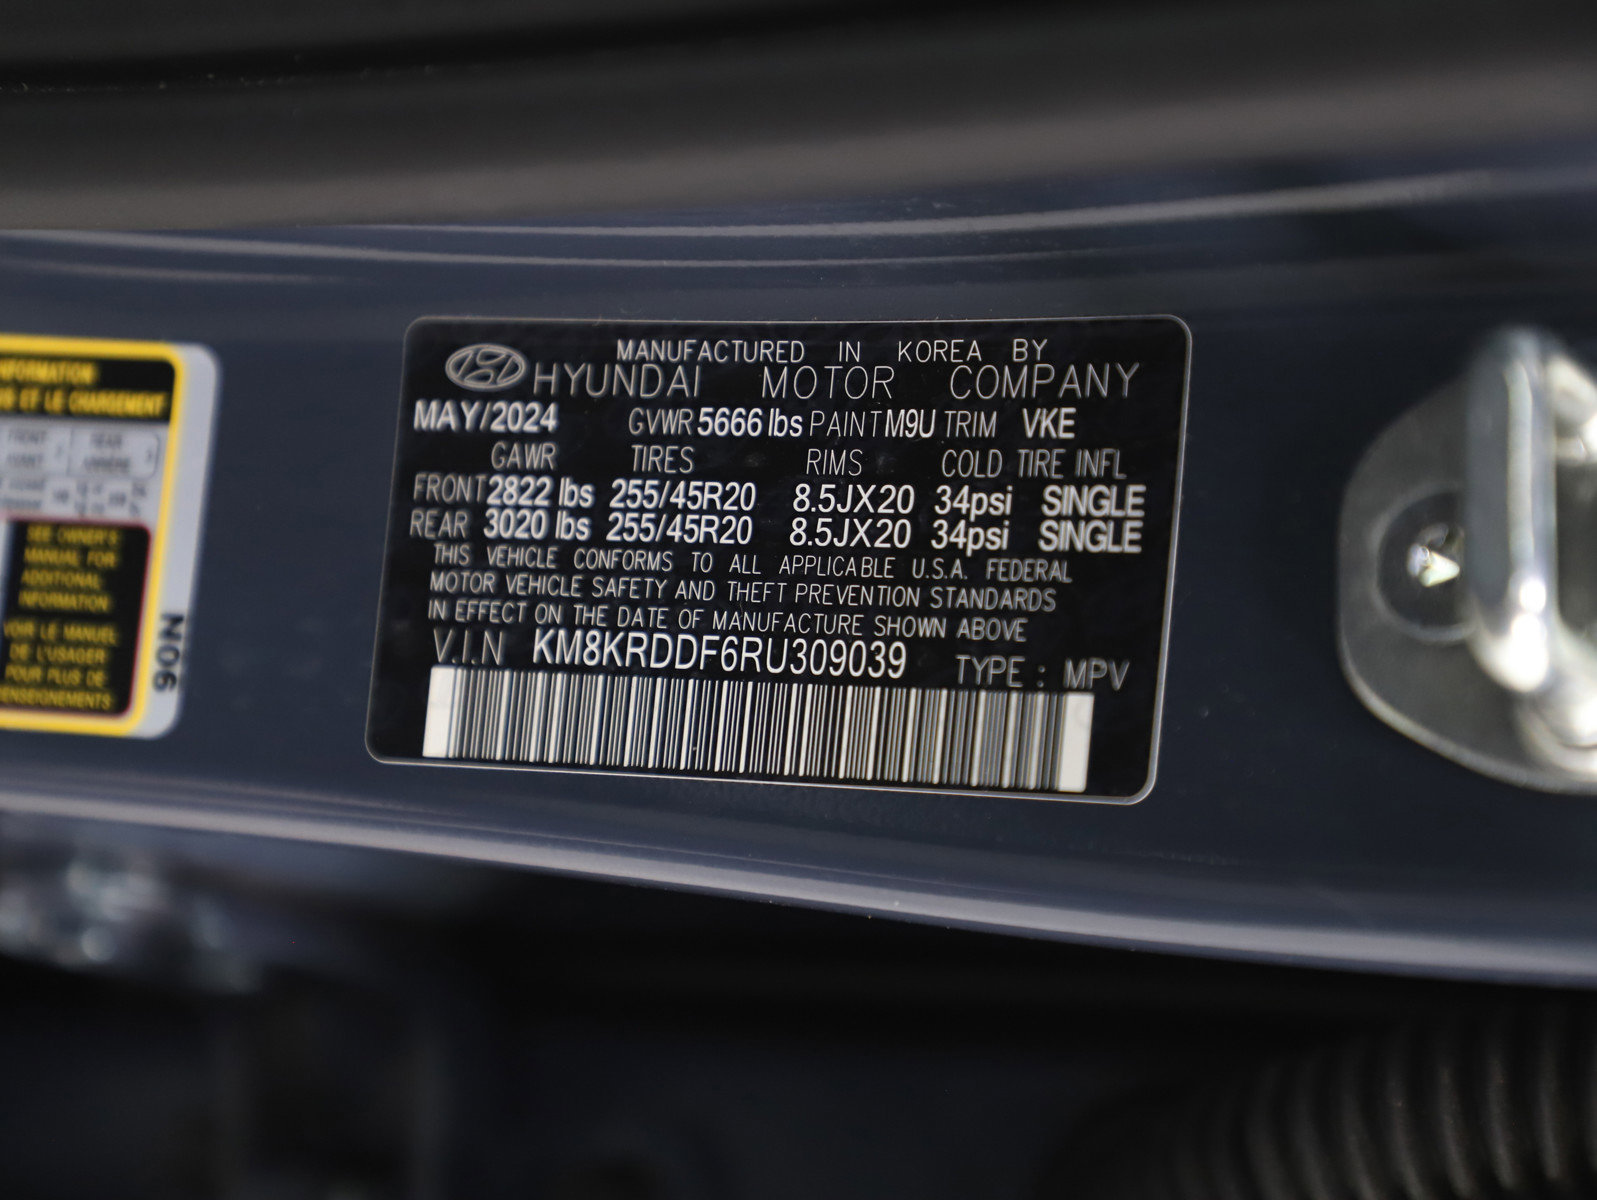 MANUFACTURED IN KOREA BY
HYUNDAI MOTOR COMPANY
MAY/2024 GVWR 5666 lbs PAINT M9U TRIM VKE
GAWR TIRES RIMS COLD TIRE INFL
FRONT 2822 lbs 255/45R20 8.5JX20 34psi SINGLE
REAR 3020 lbs 255/45R20 8.5JX20 34psi SINGLE
THIS VEHICLE CONFORMS TO ALL APPLICABLE U.S.A. FEDERAL
MOTOR VEHICLE SAFETY AND THEFT PREVENTION STANDARDS
IN EFFECT ON THE DATE OF MANUFACTURE SHOWN ABOVE
V.I.N KM8KRDDF6RU309039 TYPE : MPV
ET LE CHARGEMENT
SEE OWNER'S
MANUAL FOR
ADDITIONAL
INFORMATION
VOIR LE MANUEL
DE L'USAGER
POUR PLUS DE